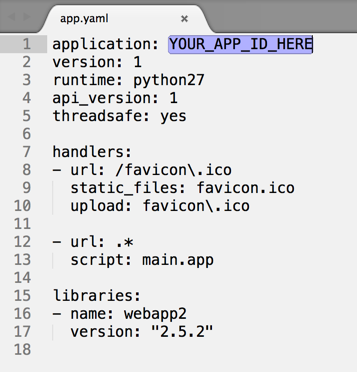 app.yaml ×
1 application: YOUR_APP_ID_HERE
2 version: 1
3 runtime: python27
4 api_version: 1
5 threadsafe: yes
6
7 handlers:
8 - url: /favicon\.ico
9   static_files: favicon.ico
10   upload: favicon\.ico
11
12 - url: .*
13   script: main.app
14
15 libraries:
16 - name: webapp2
17   version: "2.5.2"
18